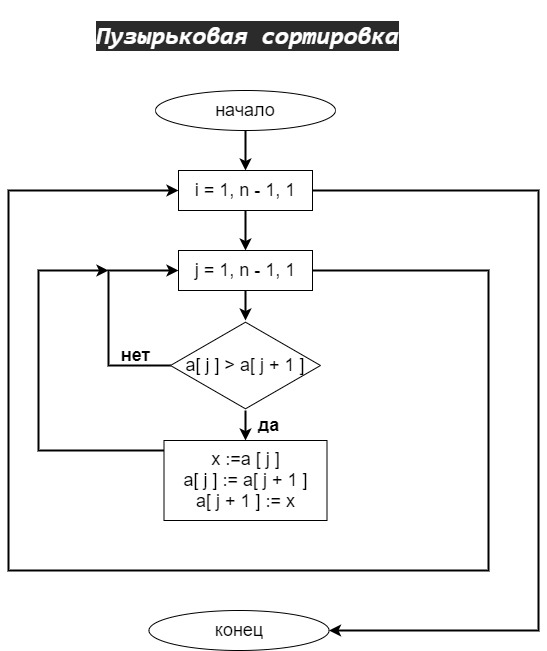 Пузырьковая сортировка
начало
i = 1, n - 1, 1
j = 1, n - 1, 1
a[ j ] > a[ j + 1 ]
нет
да
x :=a [ j ]
a[ j ] := a[ j + 1 ]
a[ j + 1 ] := x
конец